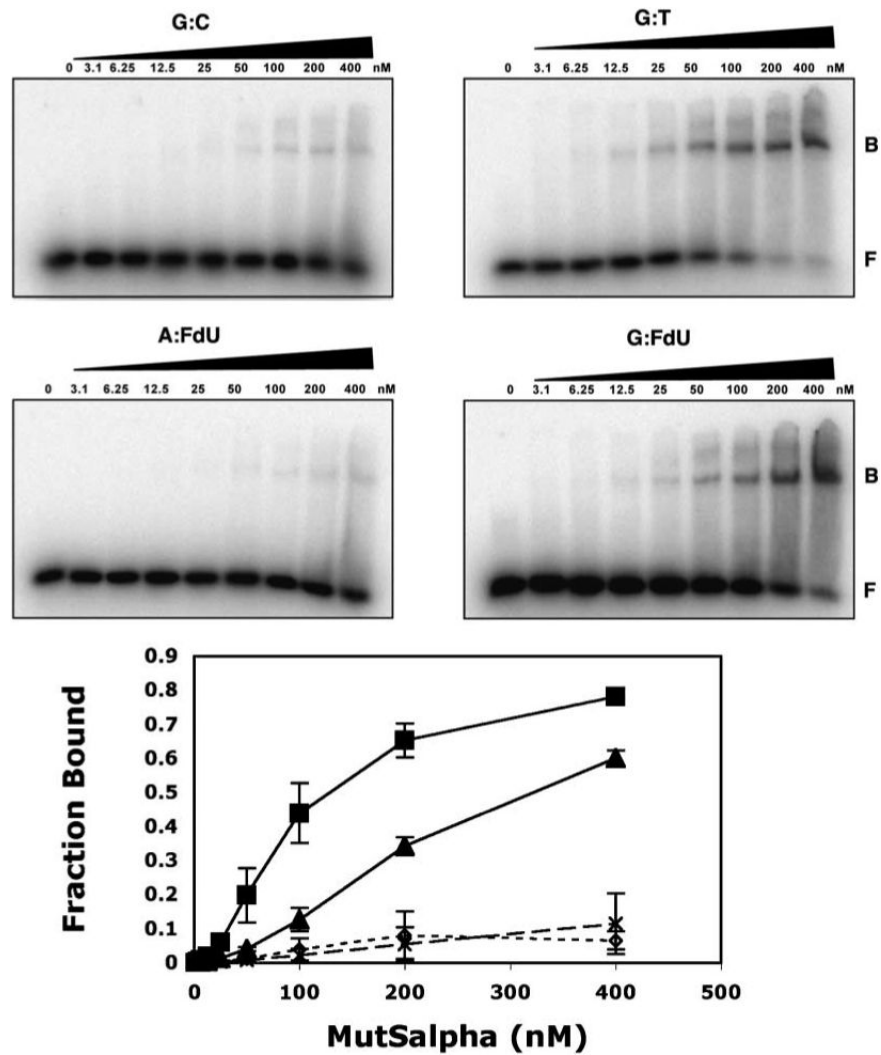 G:C
0 3.1 6.25 12.5 25 50 100 200 400 nM
G:T
0 3.1 6.25 12.5 25 50 100 200 400 nM
B
F
A:FdU
0 3.1 6.25 12.5 25 50 100 200 400 nM
G:FdU
0 3.1 6.25 12.5 25 50 100 200 400 nM
B
F
Fraction Bound
0.9
0.8
0.7
0.6
0.5
0.4
0.3
0.2
0.1
0
0 100 200 300 400 500
MutSalpha (nM)